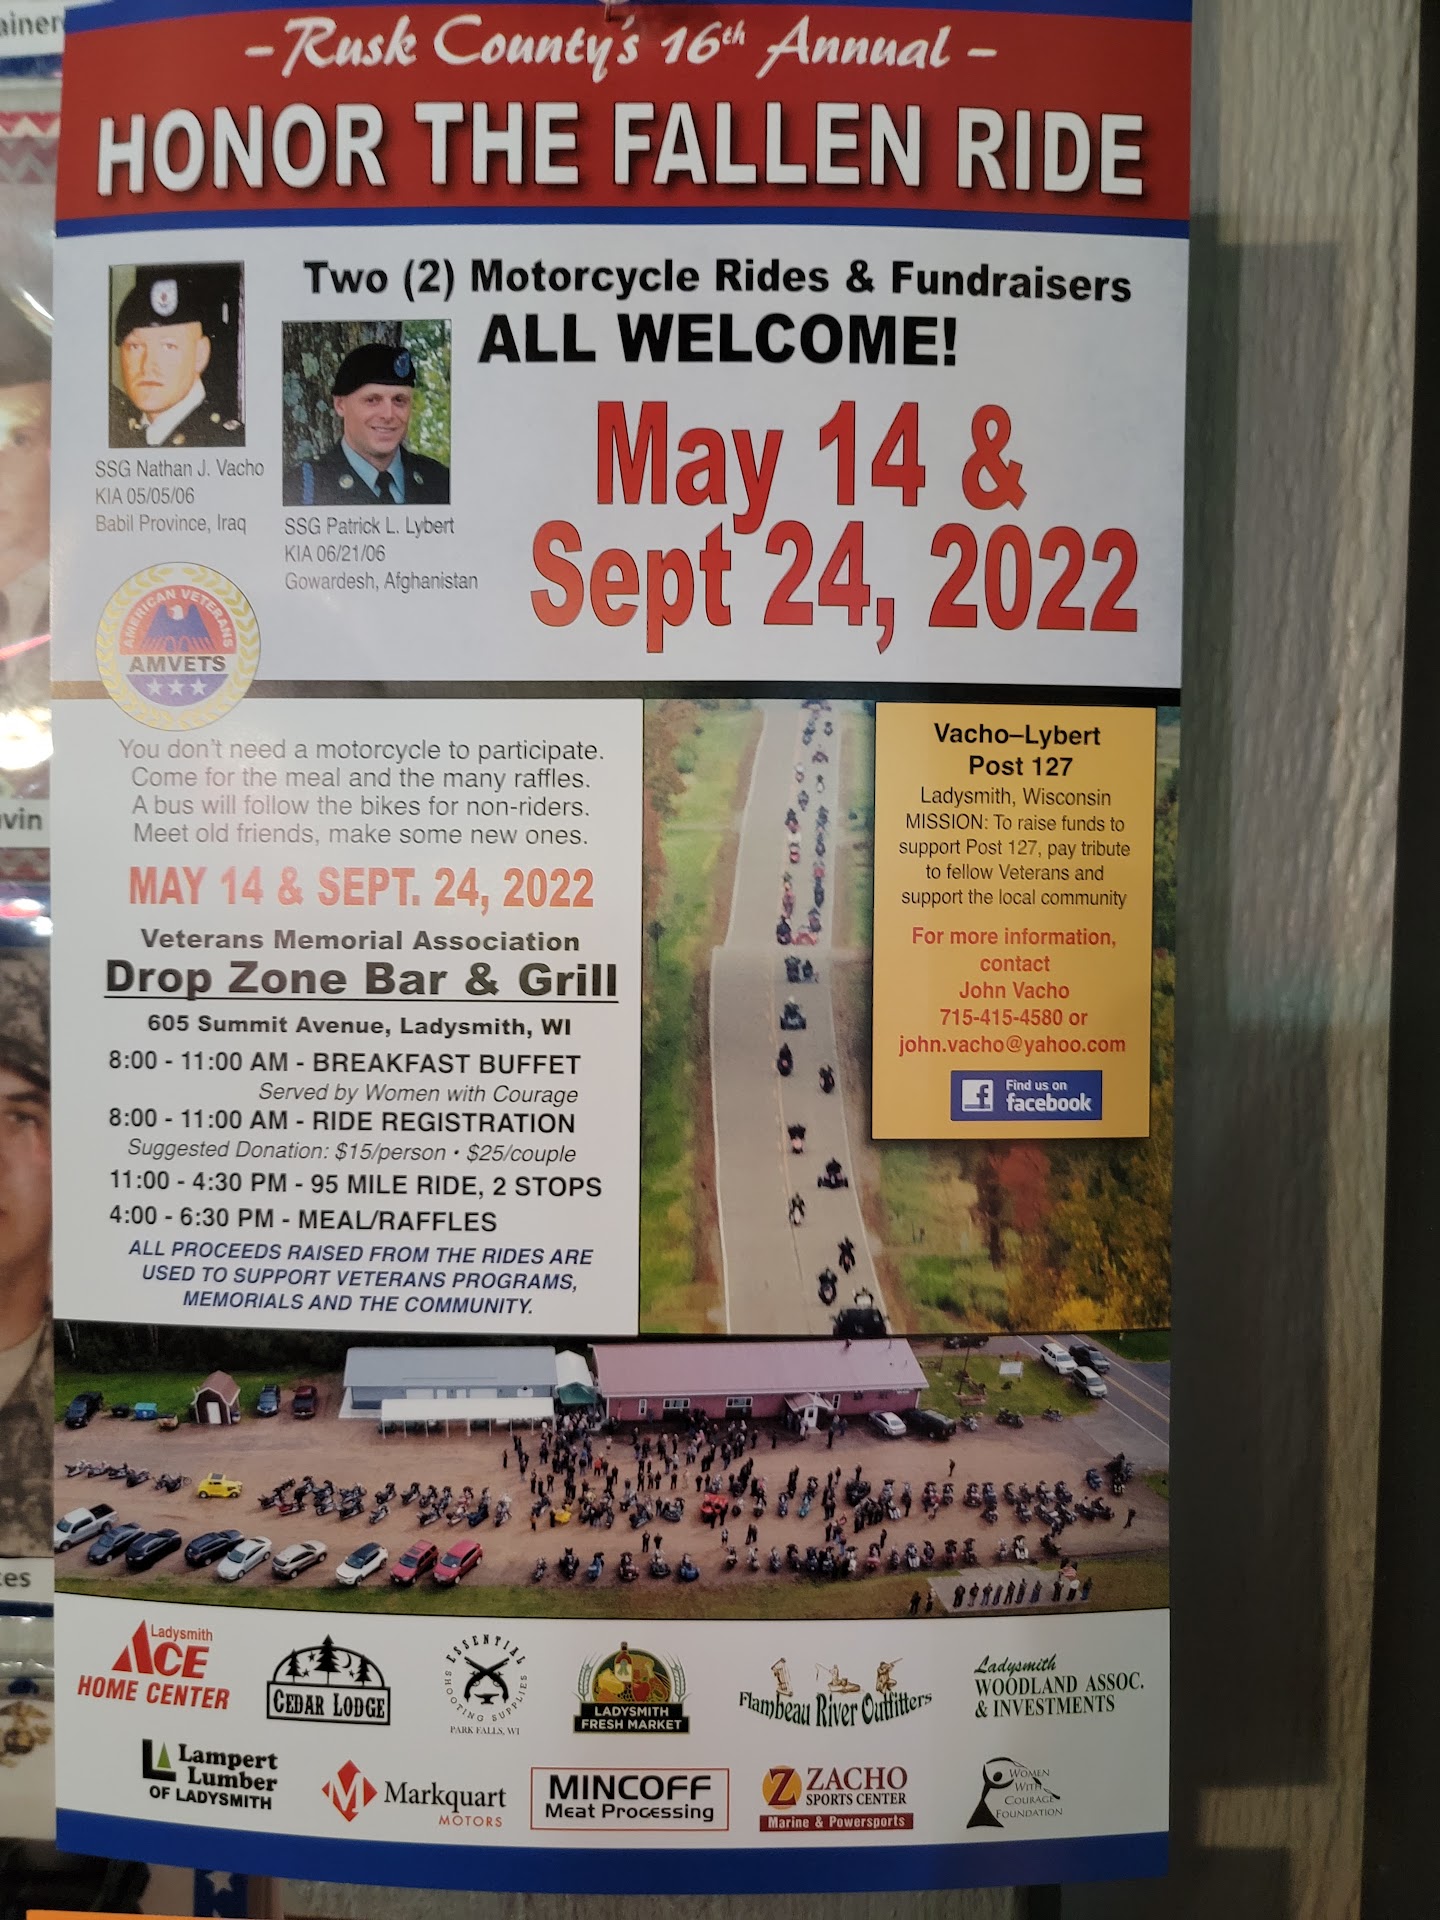 ainer
- Rusk County's 16th Annual -
HONOR THE FALLEN RIDE
Two (2) Motorcycle Rides & Fundraisers
ALL WELCOME!
May 14 &
Sept 24, 2022
SSG Nathan J. Vacho
KIA 05/05/06
Babil Province, Iraq
SSG Patrick L. Lybert
KIA 06/21/06
Gowardesh, Afghanistan
AMERICAN VETERANS
AMVETS
You don't need a motorcycle to participate.
Come for the meal and the many raffles.
A bus will follow the bikes for non-riders.
Meet old friends, make some new ones.
MAY 14 & SEPT. 24, 2022
Veterans Memorial Association
Drop Zone Bar & Grill
605 Summit Avenue, Ladysmith, WI
8:00 - 11:00 AM - BREAKFAST BUFFET
Served by Women with Courage
8:00 - 11:00 AM - RIDE REGISTRATION
Suggested Donation: $15/person • $25/couple
11:00 - 4:30 PM - 95 MILE RIDE, 2 STOPS
4:00 - 6:30 PM - MEAL/RAFFLES
ALL PROCEEDS RAISED FROM THE RIDES ARE
USED TO SUPPORT VETERANS PROGRAMS,
MEMORIALS AND THE COMMUNITY.
Vacho–Lybert
Post 127
Ladysmith, Wisconsin
MISSION: To raise funds to
support Post 127, pay tribute
to fellow Veterans and
support the local community
For more information,
contact
John Vacho
715-415-4580 or
john.vacho@yahoo.com
Find us on
facebook
vin
ces
Ladysmith
ACE
HOME CENTER
CEDAR LODGE
ESSENTIAL
SHOOTING SUPPLIES
PARK FALLS, WI
LADYSMITH
FRESH MARKET
Flambeau River Outfitters
Ladysmith
WOODLAND ASSOC.
& INVESTMENTS
Lampert
Lumber
OF LADYSMITH
Markquart
MOTORS
MINCOFF
Meat Processing
Z ZACHO
SPORTS CENTER
Marine & Powersports
WOMEN
WITH
COURAGE
FOUNDATION